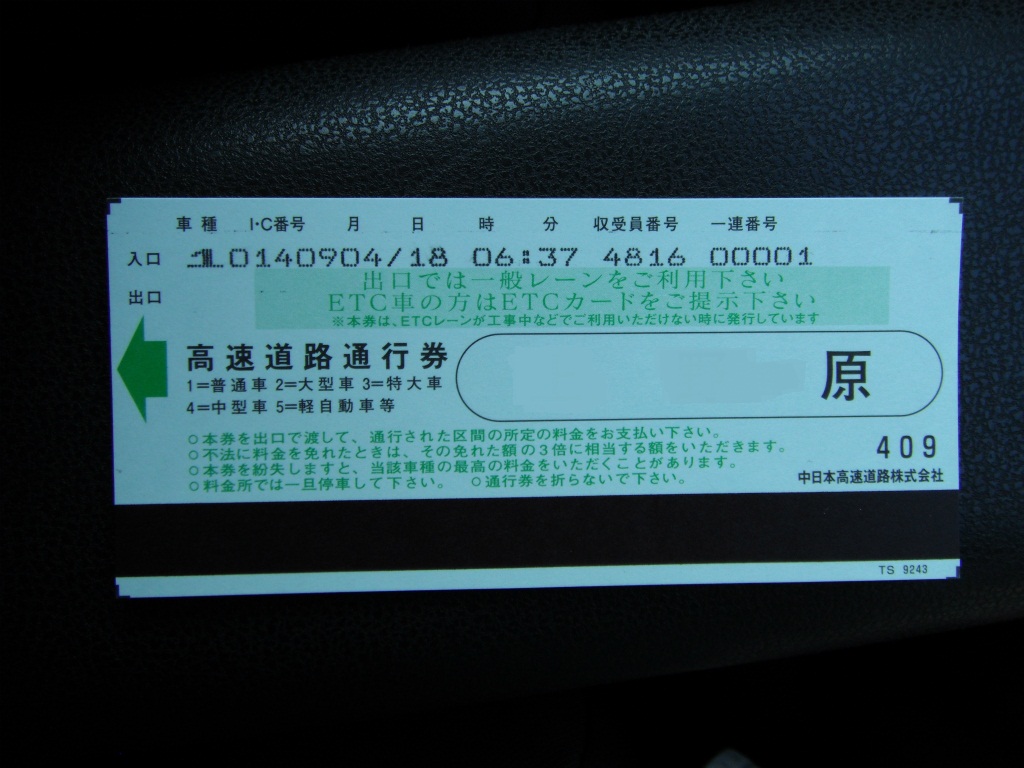 車種 I・C番号 月 日 時 分 収受員番号 一連番号
入口 1 0140904/18 06:37 4816 00001
出口では一般レーンをご利用下さい
出口
ETC車の方はETCカードをご提示下さい
※本券は、ETCレーンが工事中などでご利用いただけない時に発行しています
高速道路通行券
原
1=普通車 2=大型車 3=特大車
4=中型車 5=軽自動車等
○本券を出口で渡して、通行された区間の所定の料金をお支払い下さい。
○不法に料金を免れたときは、その免れた額の3倍に相当する額をいただきます。
○本券を紛失しますと、当該車種の最高の料金をいただくことがあります。
○料金所では一旦停車して下さい。 ○通行券を折らないで下さい。
409
中日本高速道路株式会社
TS 9243